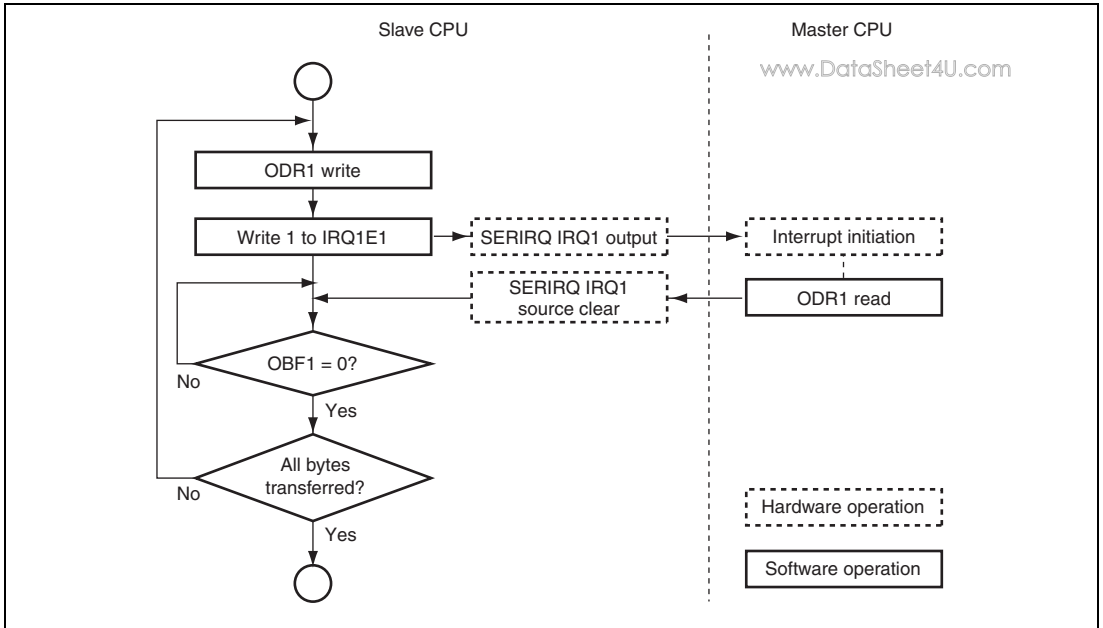 Slave CPU
Master CPU
www.DataSheet4U.com
ODR1 write
Write 1 to IRQ1E1
SERIRQ IRQ1 output
Interrupt initiation
SERIRQ IRQ1
source clear
ODR1 read
OBF1 = 0?
No
Yes
All bytes
transferred?
No
Yes
Hardware operation
Software operation